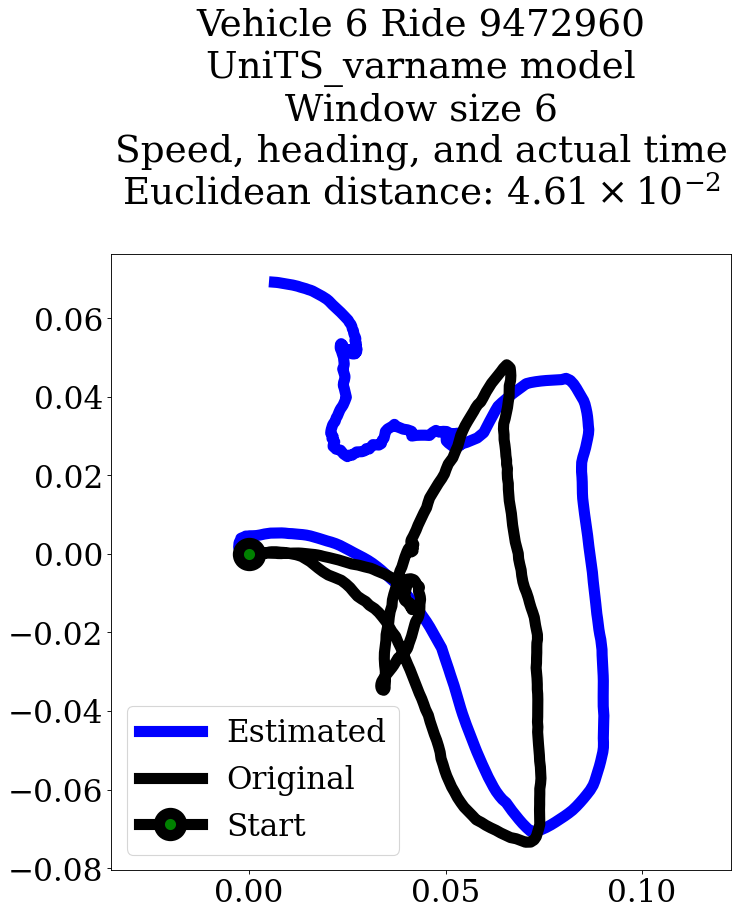 Vehicle 6 Ride 9472960
UniTS_varname model
Window size 6
Speed, heading, and actual time
Euclidean distance: 4.61 × 10⁻²
0.06
0.04
0.02
0.00
−0.02
−0.04
−0.06
−0.08
Estimated
Original
Start
0.00 0.05 0.10